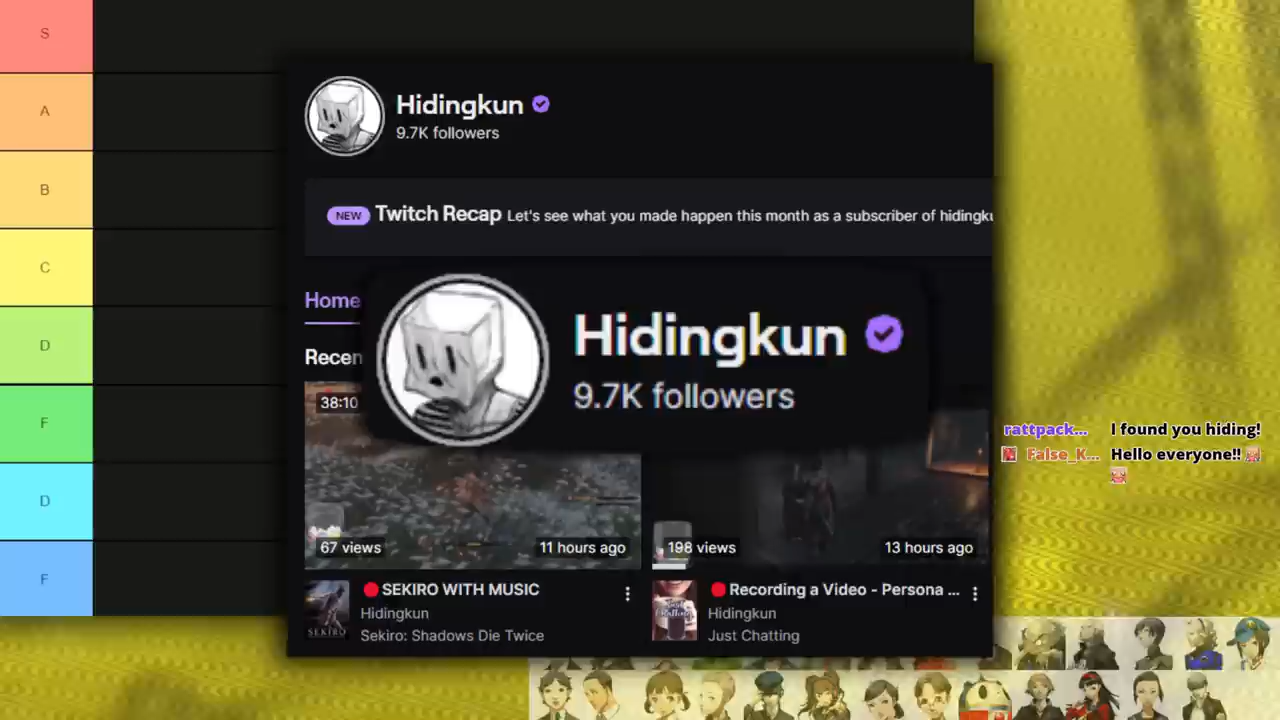 S
A
B
C
D
F
D
F
Hidingkun
9.7K followers
NEW Twitch Recap Let's see what you made happen this month as a subscriber of hidingku
Home
Recen
Hidingkun
9.7K followers
38:10
67 views
11 hours ago
198 views
13 hours ago
SEKIRO WITH MUSIC
Hidingkun
Sekiro: Shadows Die Twice
SEKIRO
Recording a Video - Persona ...
Hidingkun
Just Chatting
rattpack... I found you hiding!
False_K... Hello everyone!!